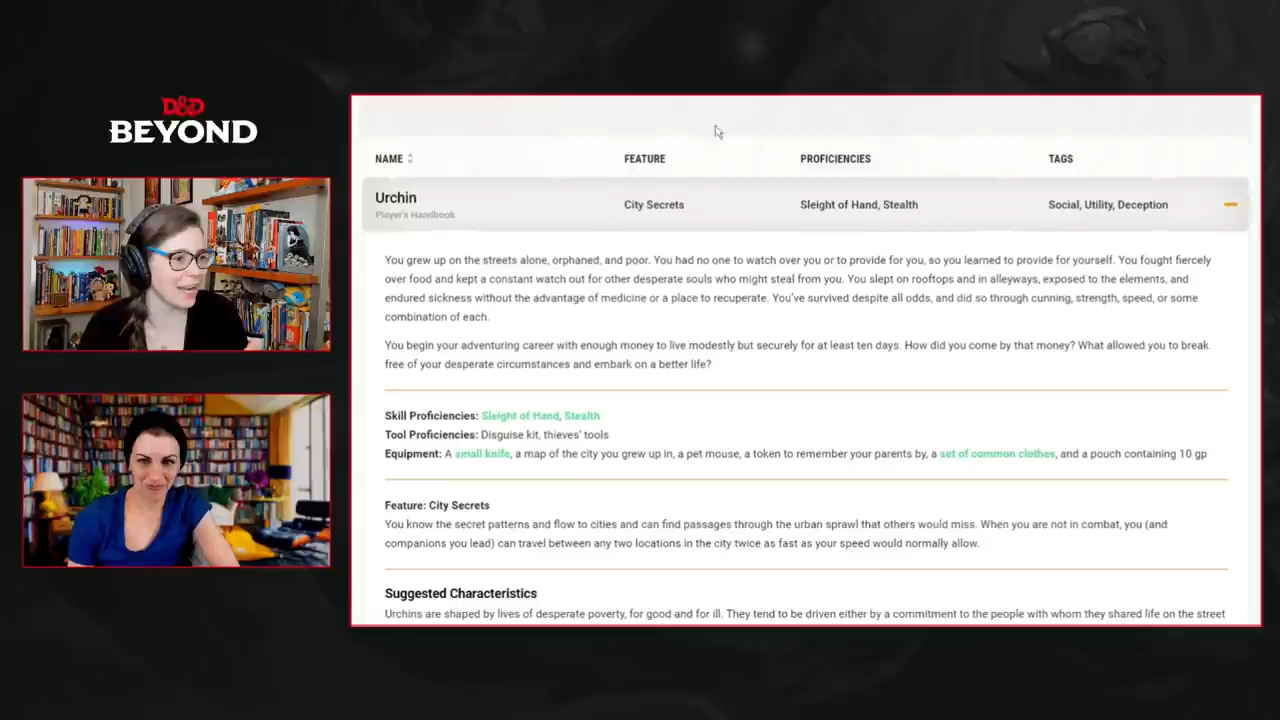 D&D
BEYOND
NAME FEATURE PROFICIENCIES TAGS
Urchin
Player's Handbook
City Secrets
Sleight of Hand, Stealth
Social, Utility, Deception
You grew up on the streets alone, orphaned, and poor. You had no one to watch over you or to provide for you, so you learned to provide for yourself. You fought fiercely
over food and kept a constant watch out for other desperate souls who might steal from you. You slept on rooftops and in alleyways, exposed to the elements, and
endured sickness without the advantage of medicine or a place to recuperate. You've survived despite all odds, and did so through cunning, strength, speed, or some
combination of each.
You begin your adventuring career with enough money to live modestly but securely for at least ten days. How did you come by that money? What allowed you to break
free of your desperate circumstances and embark on a better life?
Skill Proficiencies: Sleight of Hand, Stealth
Tool Proficiencies: Disguise kit, thieves' tools
Equipment: A small knife, a map of the city you grew up in, a pet mouse, a token to remember your parents by, a set of common clothes, and a pouch containing 10 gp
Feature: City Secrets
You know the secret patterns and flow to cities and can find passages through the urban sprawl that others would miss. When you are not in combat, you (and
companions you lead) can travel between any two locations in the city twice as fast as your speed would normally allow.
Suggested Characteristics
Urchins are shaped by lives of desperate poverty, for good and for ill. They tend to be driven either by a commitment to the people with whom they shared life on the street